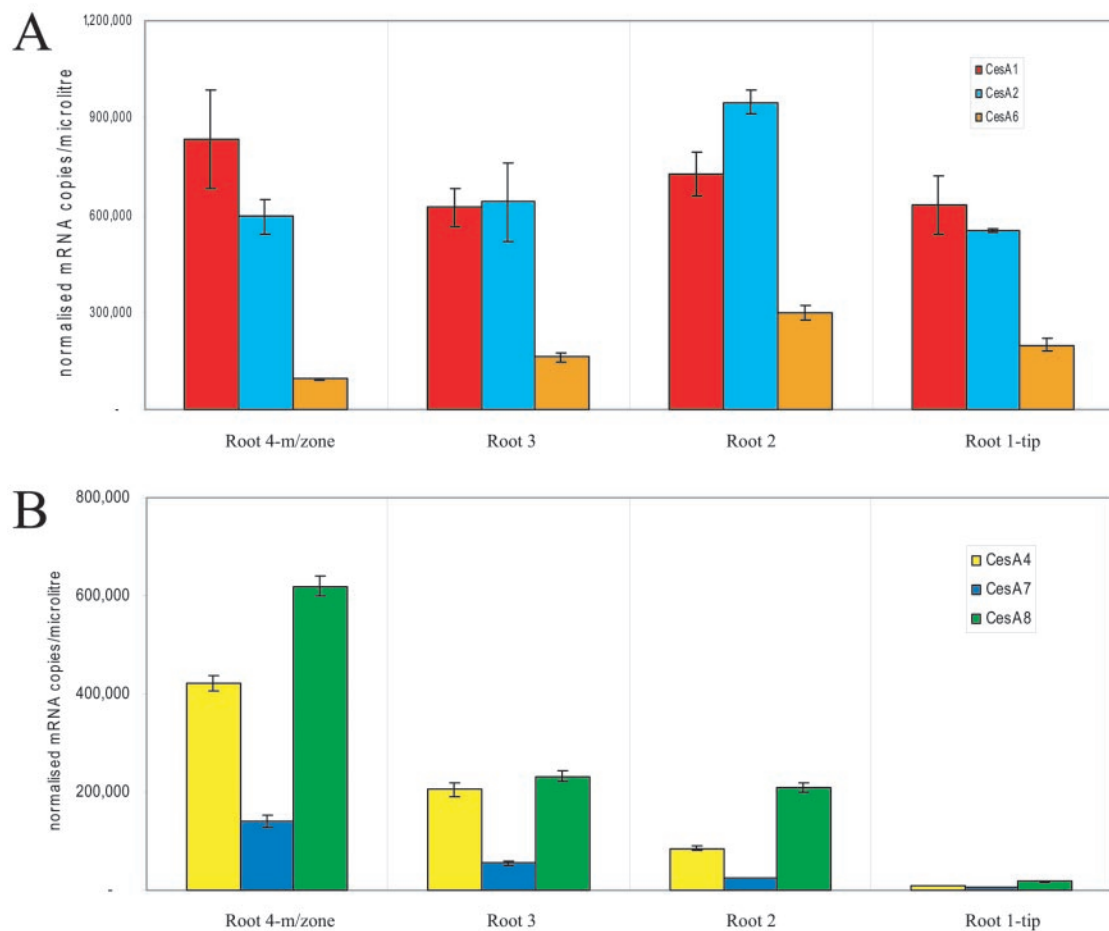 A
normalised mRNA copies/microlitre
1,200,000
900,000
600,000
300,000
-
CesA1
CesA2
CesA6
Root 4-m/zone
Root 3
Root 2
Root 1-tip
B
normalised mRNA copies/microlitre
800,000
600,000
400,000
200,000
-
CesA4
CesA7
CesA8
Root 4-m/zone
Root 3
Root 2
Root 1-tip